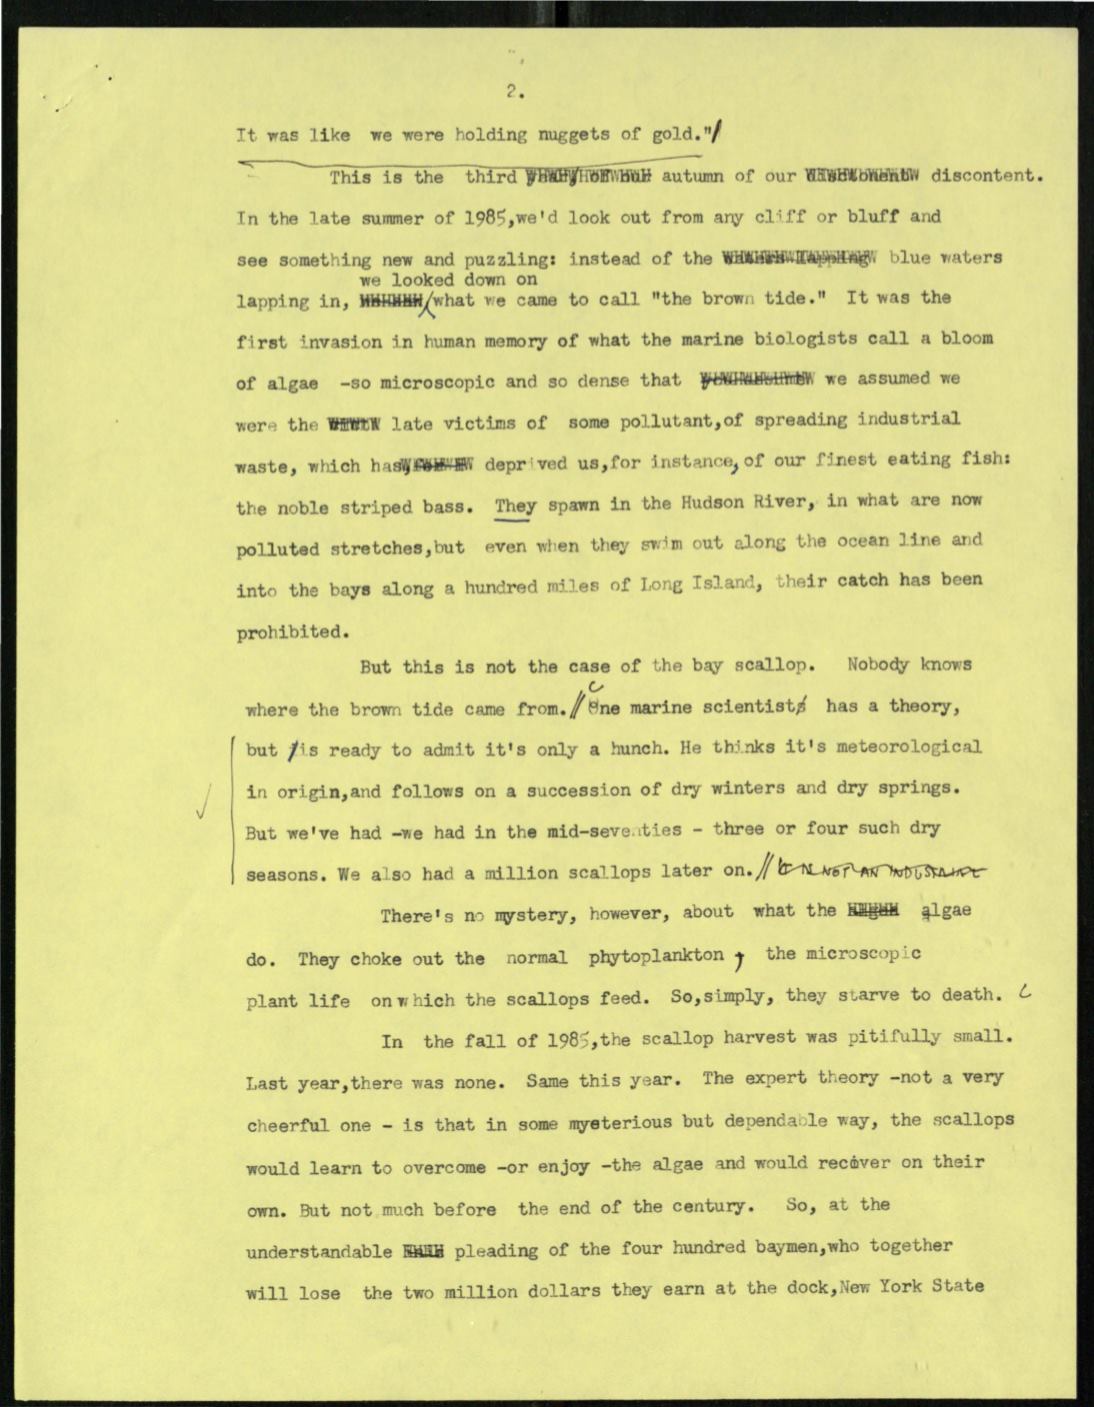 2.
It was like we were holding nuggets of gold."/
This is the third autumn of our discontent.
In the late summer of 1985,we'd look out from any cliff or bluff and
see something new and puzzling: instead of the blue waters
we looked down on
lapping in, what we came to call "the brown tide." It was the
first invasion in human memory of what the marine biologists call a bloom
of algae -so microscopic and so dense that we assumed we
were the late victims of some pollutant,of spreading industrial
waste, which has deprived us,for instance, of our finest eating fish:
the noble striped bass. They spawn in the Hudson River, in what are now
polluted stretches,but even when they swim out along the ocean line and
into the bays along a hundred miles of Long Island, their catch has been
prohibited.
But this is not the case of the bay scallop. Nobody knows
where the brown tide came from.// One marine scientist has a theory,
but is ready to admit it's only a hunch. He thinks it's meteorological
in origin,and follows on a succession of dry winters and dry springs.
But we've had -we had in the mid-seventies - three or four such dry
seasons. We also had a million scallops later on.// NOT AN
There's no mystery, however, about what the algae
do. They choke out the normal phytoplankton , the microscopic
plant life on which the scallops feed. So,simply, they starve to death.
In the fall of 1985,the scallop harvest was pitifully small.
Last year,there was none. Same this year. The expert theory -not a very
cheerful one - is that in some mysterious but dependable way, the scallops
would learn to overcome -or enjoy -the algae and would recover on their
own. But not much before the end of the century. So, at the
understandable pleading of the four hundred baymen,who together
will lose the two million dollars they earn at the dock,New York State